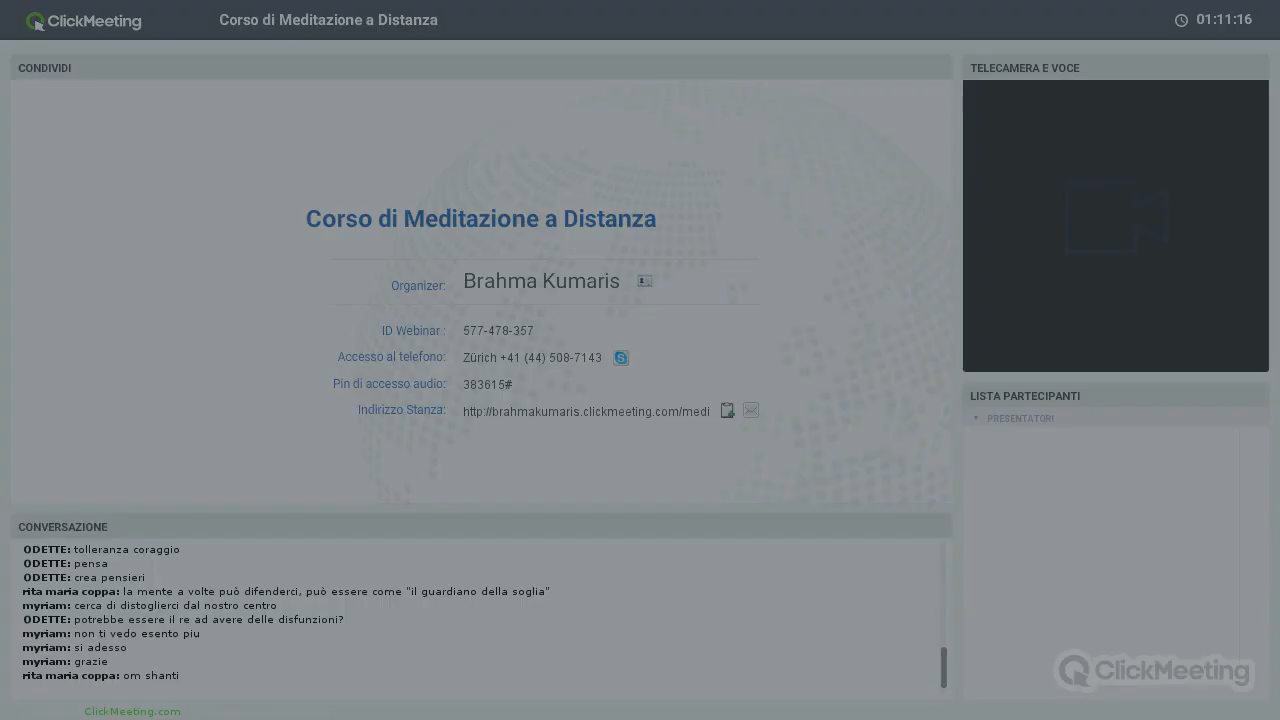 ClickMeeting
Corso di Meditazione a Distanza
01:11:16
CONDIVIDI
TELECAMERA E VOCE
Corso di Meditazione a Distanza
Organizer: Brahma Kumaris
ID Webinar : 577-478-357
Accesso al telefono: Zürich +41 (44) 508-7143
Pin di accesso audio: 383615#
Indirizzo Stanza: http://brahmakumaris.clickmeeting.com/medi
LISTA PARTECIPANTI
PRESENTATORI
CONVERSAZIONE
ODETTE: tolleranza coraggio
ODETTE: pensa
ODETTE: crea pensieri
rita maria coppa: la mente a volte può difenderci, può essere come "il guardiano della soglia"
myriam: cerca di distoglierci dal nostro centro
ODETTE: potrebbe essere il re ad avere delle disfunzioni?
myriam: non ti vedo esento piu
myriam: si adesso
myriam: grazie
rita maria coppa: om shanti
ClickMeeting
ClickMeeting.com